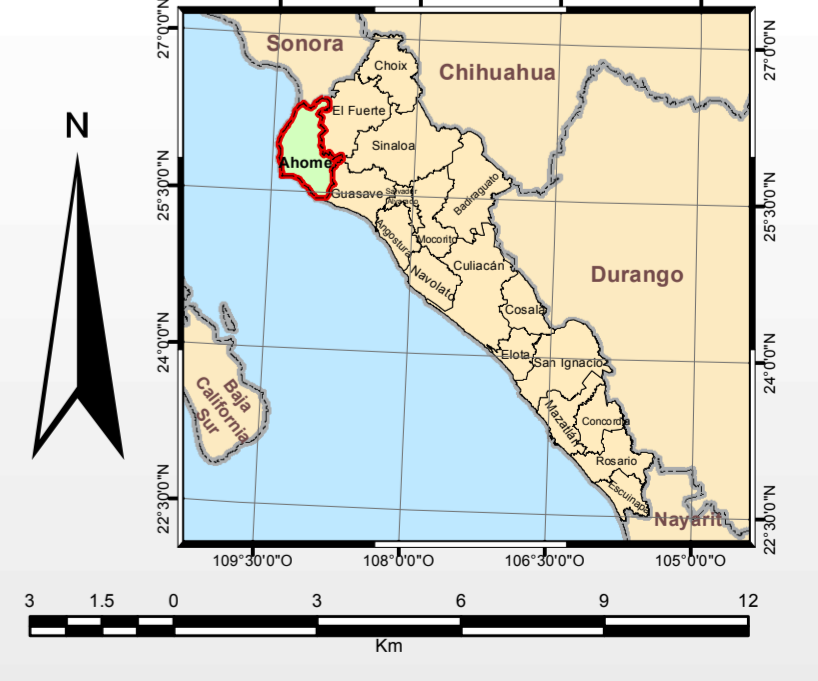 N
27°0'0"N
27°0'0"N
Sonora
Choix
Chihuahua
El Fuerte
Sinaloa
Ahome
25°30'0"N
25°30'0"N
Guasave
Salvador
Alvarado
Badiraguato
Angostura
Mocorito
Culiacán
Navolato
Durango
Cosalá
24°0'0"N
24°0'0"N
Elota
San Ignacio
Baja
California
Sur
Mazatlán
Concordia
Rosario
Escuinapa
22°30'0"N
22°30'0"N
Nayarit
109°30'0"O
108°0'0"O
106°30'0"O
105°0'0"O
3 1.5 0 3 6 9 12
Km